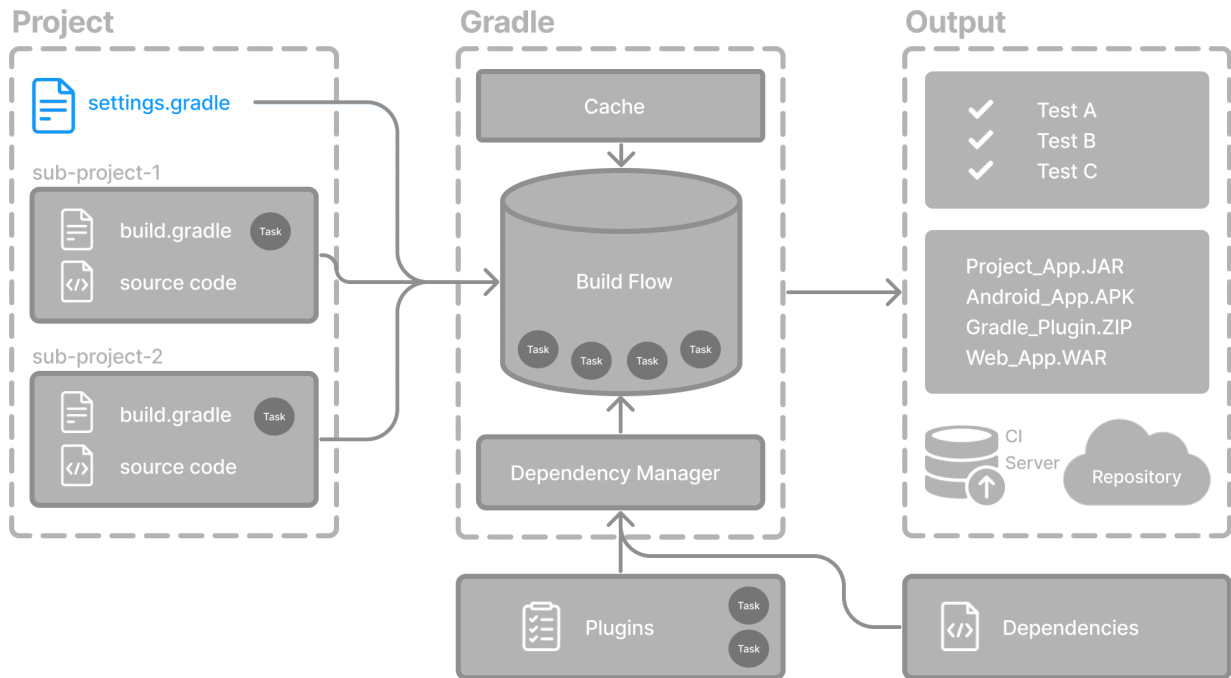 Project
settings.gradle
sub-project-1
build.gradle
Task
source code
sub-project-2
build.gradle
Task
source code
Gradle
Cache
Build Flow
Task
Task
Task
Task
Dependency Manager
Plugins
Task
Task
Output
Test A
Test B
Test C
Project_App.JAR
Android_App.APK
Gradle_Plugin.ZIP
Web_App.WAR
CI
Server
Repository
Dependencies